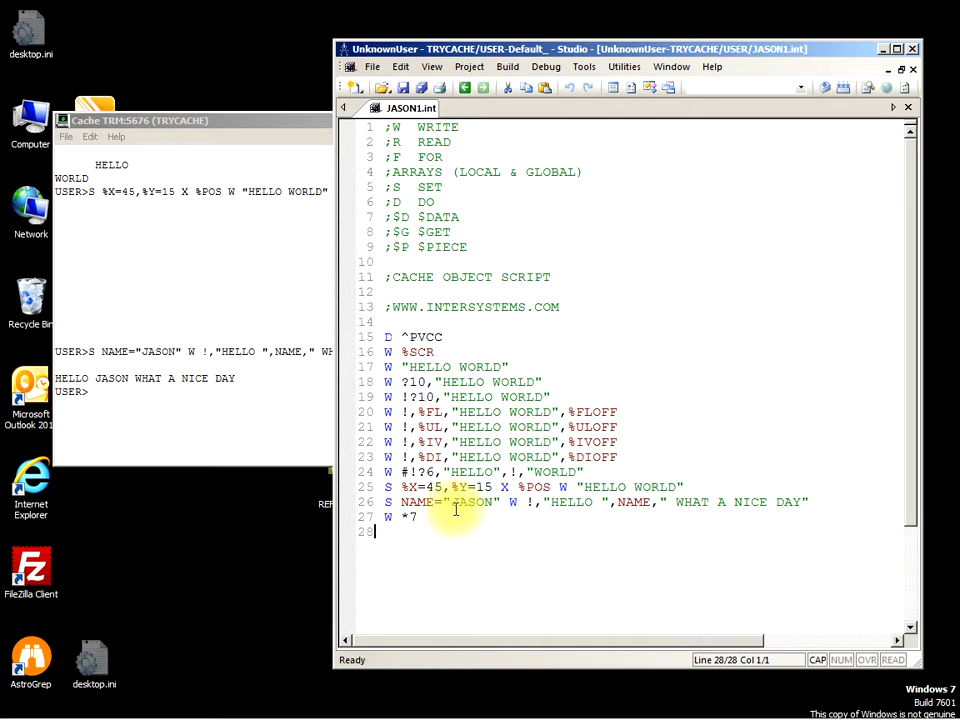 desktop.ini
Computer
Network
Recycle Bin
Microsoft
Outlook 201
Internet
Explorer
FileZilla Client
AstroGrep
desktop.ini
Cache TRM:5676 (TRYCACHE)
File Edit Help
HELLO
WORLD
USER>S %X=45,%Y=15 X %POS W "HELLO WORLD"
USER>S NAME="JASON" W !,"HELLO ",NAME," WH
HELLO JASON WHAT A NICE DAY
USER>
REF
UnknownUser - TRYCACHE/USER-Default_ - Studio - [UnknownUser-TRYCACHE/USER/JASON1.int]
File Edit View Project Build Debug Tools Utilities Window Help
JASON1.int
1 ;W WRITE
2 ;R READ
3 ;F FOR
4 ;ARRAYS (LOCAL & GLOBAL)
5 ;S SET
6 ;D DO
7 ;$D $DATA
8 ;$G $GET
9 ;$P $PIECE
10
11 ;CACHE OBJECT SCRIPT
12
13 ;WWW.INTERSYSTEMS.COM
14
15 D ^PVCC
16 W %SCR
17 W "HELLO WORLD"
18 W ?10,"HELLO WORLD"
19 W !?10,"HELLO WORLD"
20 W !,%FL,"HELLO WORLD",%FLOFF
21 W !,%UL,"HELLO WORLD",%ULOFF
22 W !,%IV,"HELLO WORLD",%IVOFF
23 W !,%DI,"HELLO WORLD",%DIOFF
24 W #!?6,"HELLO",!,"WORLD"
25 S %X=45,%Y=15 X %POS W "HELLO WORLD"
26 S NAME="JASON" W !,"HELLO ",NAME," WHAT A NICE DAY"
27 W *7
28
Ready
Line 28/28 Col 1/1
CAP NUM OVR READ
Windows 7
Build 7601
This copy of Windows is not genuine